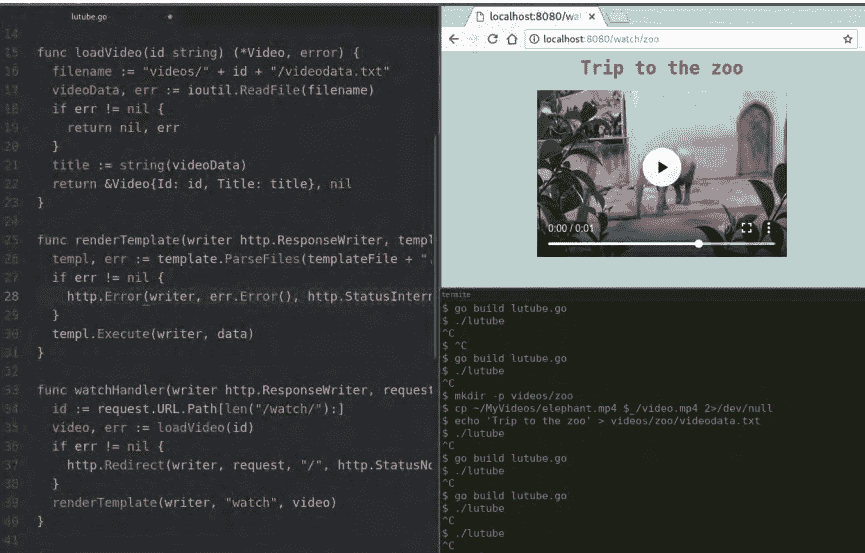 lutube.go
14
15 func loadVideo(id string) (*Video, error) {
16 filename := "videos/" + id + "/videodata.txt"
17 videoData, err := ioutil.ReadFile(filename)
18 if err != nil {
19 return nil, err
20 }
21 title := string(videoData)
22 return &Video{Id: id, Title: title}, nil
23 }
24
25 func renderTemplate(writer http.ResponseWriter, templ
26 templ, err := template.ParseFiles(templateFile + "
27 if err != nil {
28 http.Error(writer, err.Error(), http.StatusIntern
29 }
30 templ.Execute(writer, data)
31 }
32
33 func watchHandler(writer http.ResponseWriter, request
34 id := request.URL.Path[len("/watch/"):]
35 video, err := loadVideo(id)
36 if err != nil {
37 http.Redirect(writer, request, "/", http.StatusNo
38 }
39 renderTemplate(writer, "watch", video)
40 }
41
localhost:8080/wa
localhost:8080/watch/zoo
Trip to the zoo
0:00 / 0:01
termite
$ go build lutube.go
$ ./lutube
^C
$ ^C
$ go build lutube.go
$ ./lutube
^C
$ mkdir -p videos/zoo
$ cp ~/MyVideos/elephant.mp4 $_/video.mp4 2>/dev/null
$ echo 'Trip to the zoo' > videos/zoo/videodata.txt
$ ./lutube
^C
$ go build lutube.go
$ ./lutube
^C
$ go build lutube.go
$ ./lutube
^C
$ ./lutube
^C